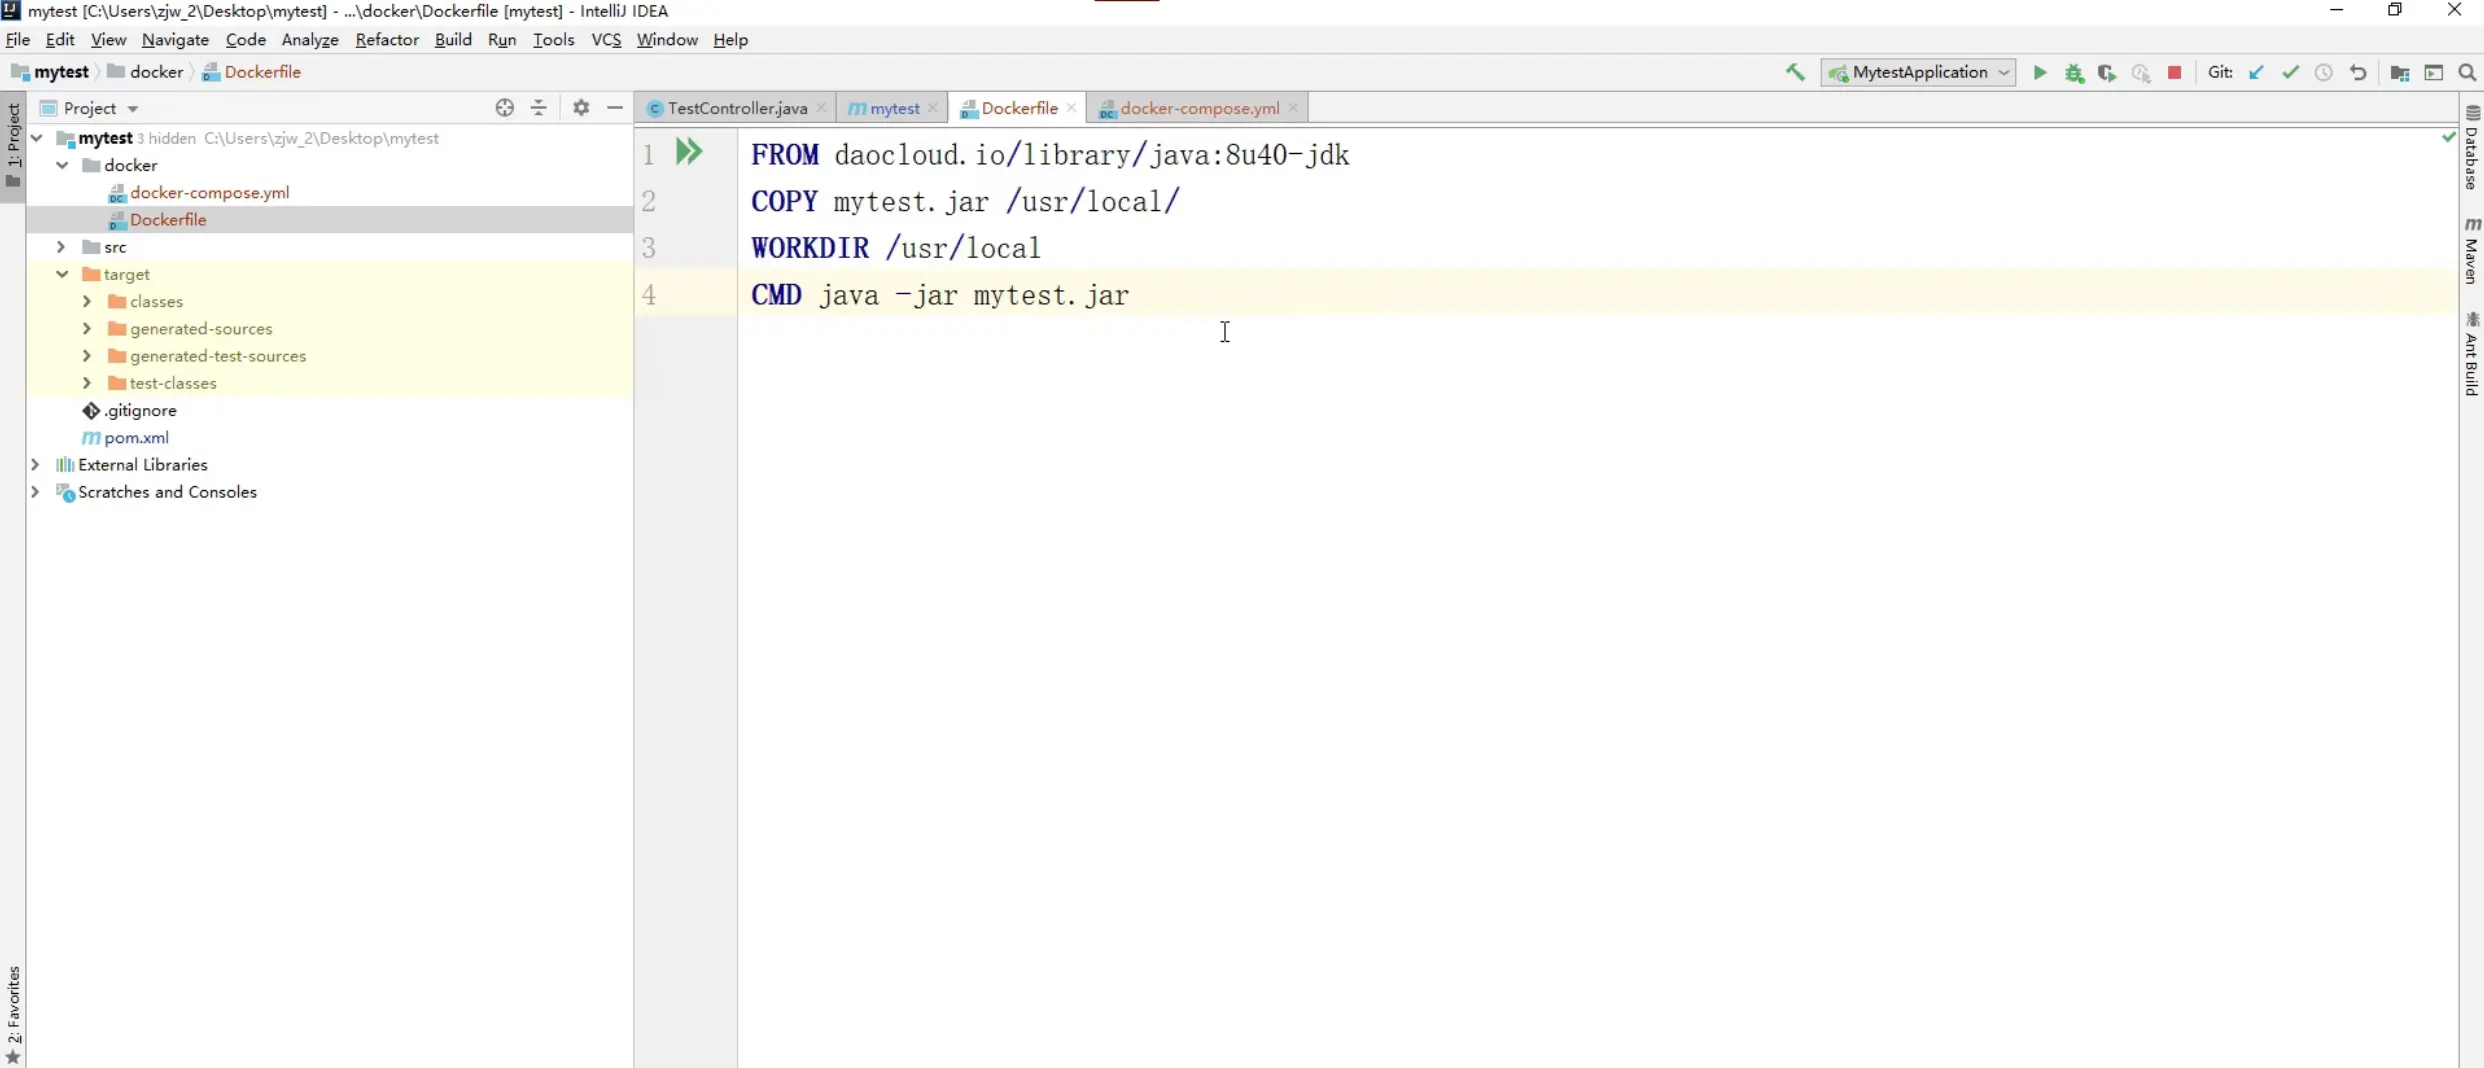 mytest [C:\Users\zjw_2\Desktop\mytest] - ...\docker\Dockerfile [mytest] - IntelliJ IDEA
File Edit View Navigate Code Analyze Refactor Build Run Tools VCS Window Help
mytest docker Dockerfile MytestApplication Git:
Project
TestController.java mytest Dockerfile docker-compose.yml
1: Project
mytest 3 hidden C:\Users\zjw_2\Desktop\mytest
docker
docker-compose.yml
Dockerfile
src
target
classes
generated-sources
generated-test-sources
test-classes
.gitignore
pom.xml
External Libraries
Scratches and Consoles
2: Favorites
1 FROM daocloud.io/library/java:8u40-jdk
2 COPY mytest.jar /usr/local/
3 WORKDIR /usr/local
4 CMD java -jar mytest.jar
Database
Maven
Ant Build